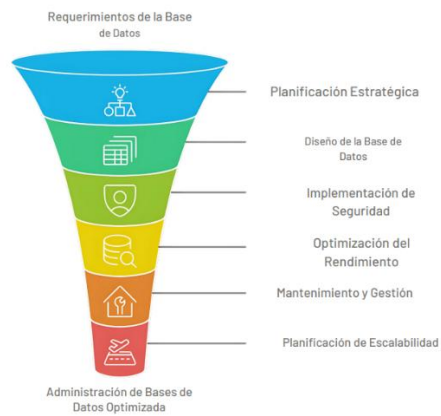 Requerimientos de la Base
de Datos
Planificación Estratégica
Diseño de la Base de
Datos
Implementación de
Seguridad
Optimización del
Rendimiento
Mantenimiento y Gestión
Planificación de Escalabilidad
Administración de Bases de
Datos Optimizada